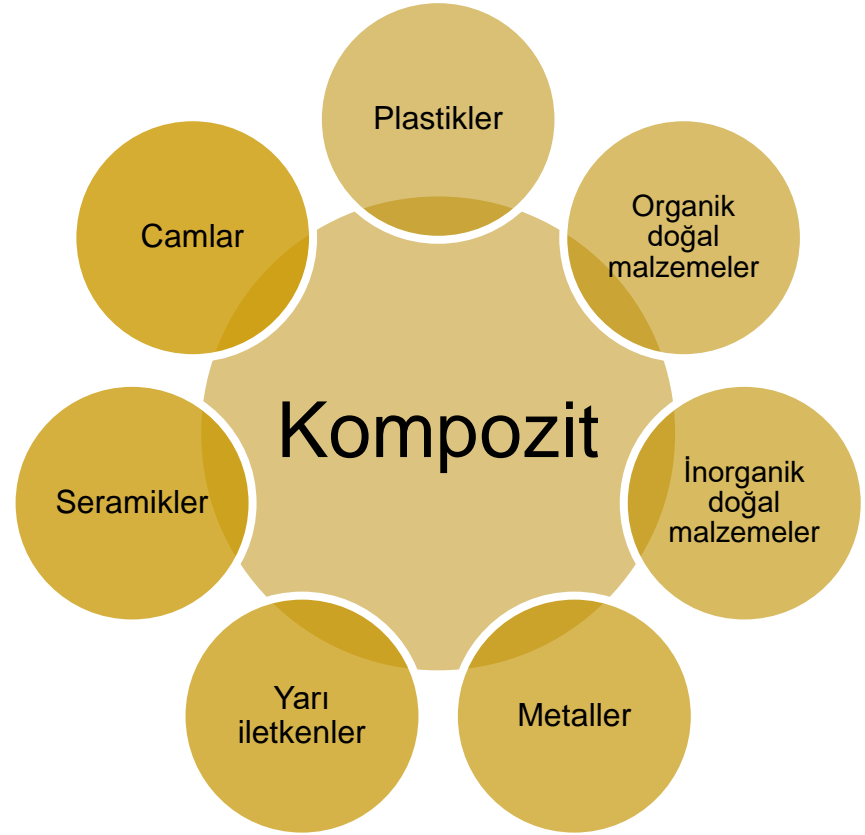 Plastikler
Organik
doğal
malzemeler
İnorganik
doğal
malzemeler
Metaller
Yarı
iletkenler
Seramikler
Camlar
Kompozit